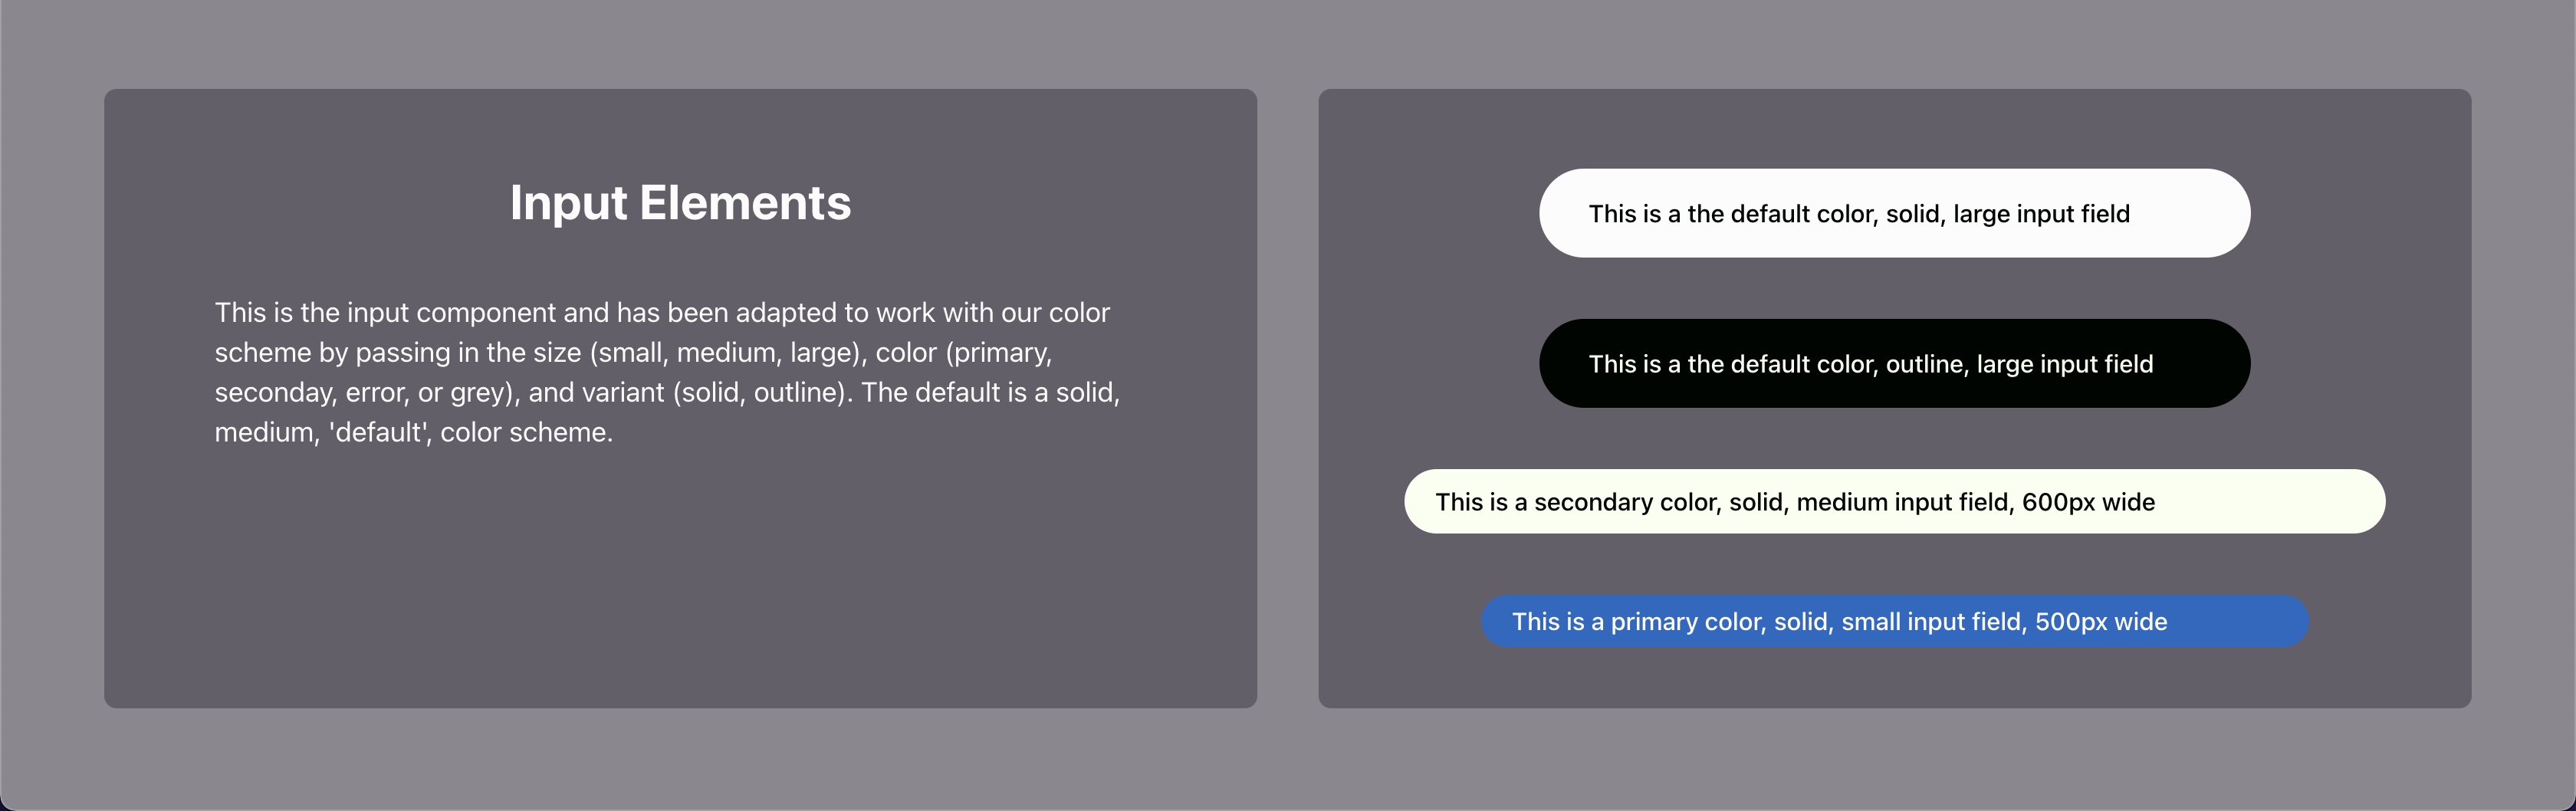 Input Elements
This is the input component and has been adapted to work with our color
scheme by passing in the size (small, medium, large), color (primary,
seconday, error, or grey), and variant (solid, outline). The default is a solid,
medium, 'default', color scheme.
This is a the default color, solid, large input field
This is a the default color, outline, large input field
This is a secondary color, solid, medium input field, 600px wide
This is a primary color, solid, small input field, 500px wide